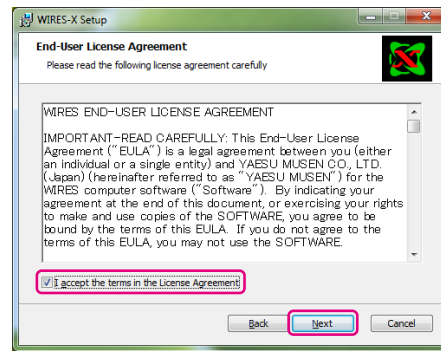 WIRES-X Setup
End-User License Agreement
Please read the following license agreement carefully
WIRES END-USER LICENSE AGREEMENT
IMPORTANT-READ CAREFULLY: This End-User License
Agreement ("EULA") is a legal agreement between you (either
an individual or a single entity) and YAESU MUSEN CO., LTD.
(Japan) (hereinafter referred to as "YAESU MUSEN") for the
WIRES computer software ("Software"). By indicating your
agreement at the end of this document, or exercising your rights
to make and use copies of the SOFTWARE, you agree to be
bound by the terms of this EULA. If you do not agree to the
terms of this EULA, you may not use the SOFTWARE.
I accept the terms in the License Agreement
Back
Next
Cancel